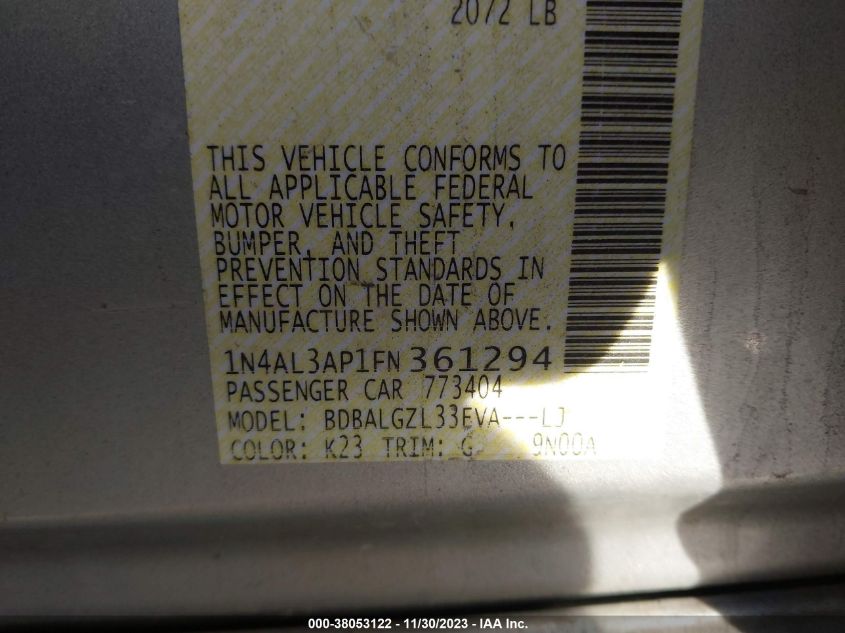 2072 LB
THIS VEHICLE CONFORMS TO
ALL APPLICABLE FEDERAL
MOTOR VEHICLE SAFETY,
BUMPER, AND THEFT
PREVENTION STANDARDS IN
EFFECT ON THE DATE OF
MANUFACTURE SHOWN ABOVE.
1N4AL3AP1FN361294
PASSENGER CAR 773404
MODEL: BDBALGZL33EVA---LJ
COLOR: K23 TRIM: G 9N00A
000-38053122 - 11/30/2023 - IAA Inc.